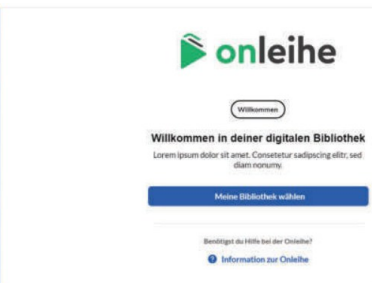 onleihe
Willkommen
Willkommen in deiner digitalen Bibliothek
Lorem ipsum dolor sit amet. Consetetur sadipscing elitr, sed
diam nonumy.
Meine Bibliothek wählen
Benötigst du Hilfe bei der Onleihe?
Information zur Onleihe